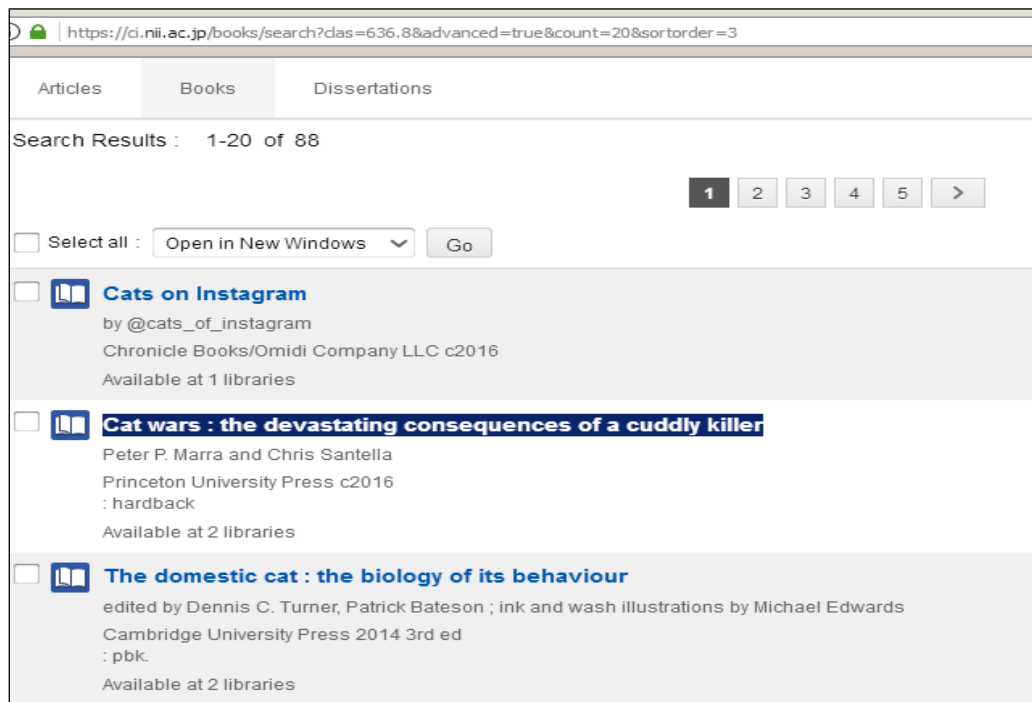 https://ci.nii.ac.jp/books/search?clas=636.8&advanced=true&count=20&sortorder=3
Articles Books Dissertations
Search Results : 1-20 of 88
1 2 3 4 5 >
Select all : Open in New Windows Go
Cats on Instagram
by @cats_of_instagram
Chronicle Books/Omidi Company LLC c2016
Available at 1 libraries
Cat wars : the devastating consequences of a cuddly killer
Peter P. Marra and Chris Santella
Princeton University Press c2016
: hardback
Available at 2 libraries
The domestic cat : the biology of its behaviour
edited by Dennis C. Turner, Patrick Bateson ; ink and wash illustrations by Michael Edwards
Cambridge University Press 2014 3rd ed
: pbk.
Available at 2 libraries